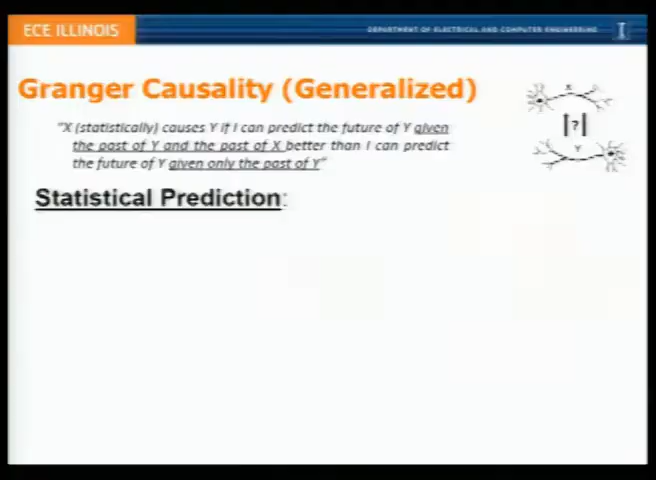 ECE ILLINOIS
DEPARTMENT OF ELECTRICAL AND COMPUTER ENGINEERING
I
Granger Causality (Generalized)
"X (statistically) causes Y if I can predict the future of Y given
the past of Y and the past of X better than I can predict
the future of Y given only the past of Y"
X
?
Y
Statistical Prediction: